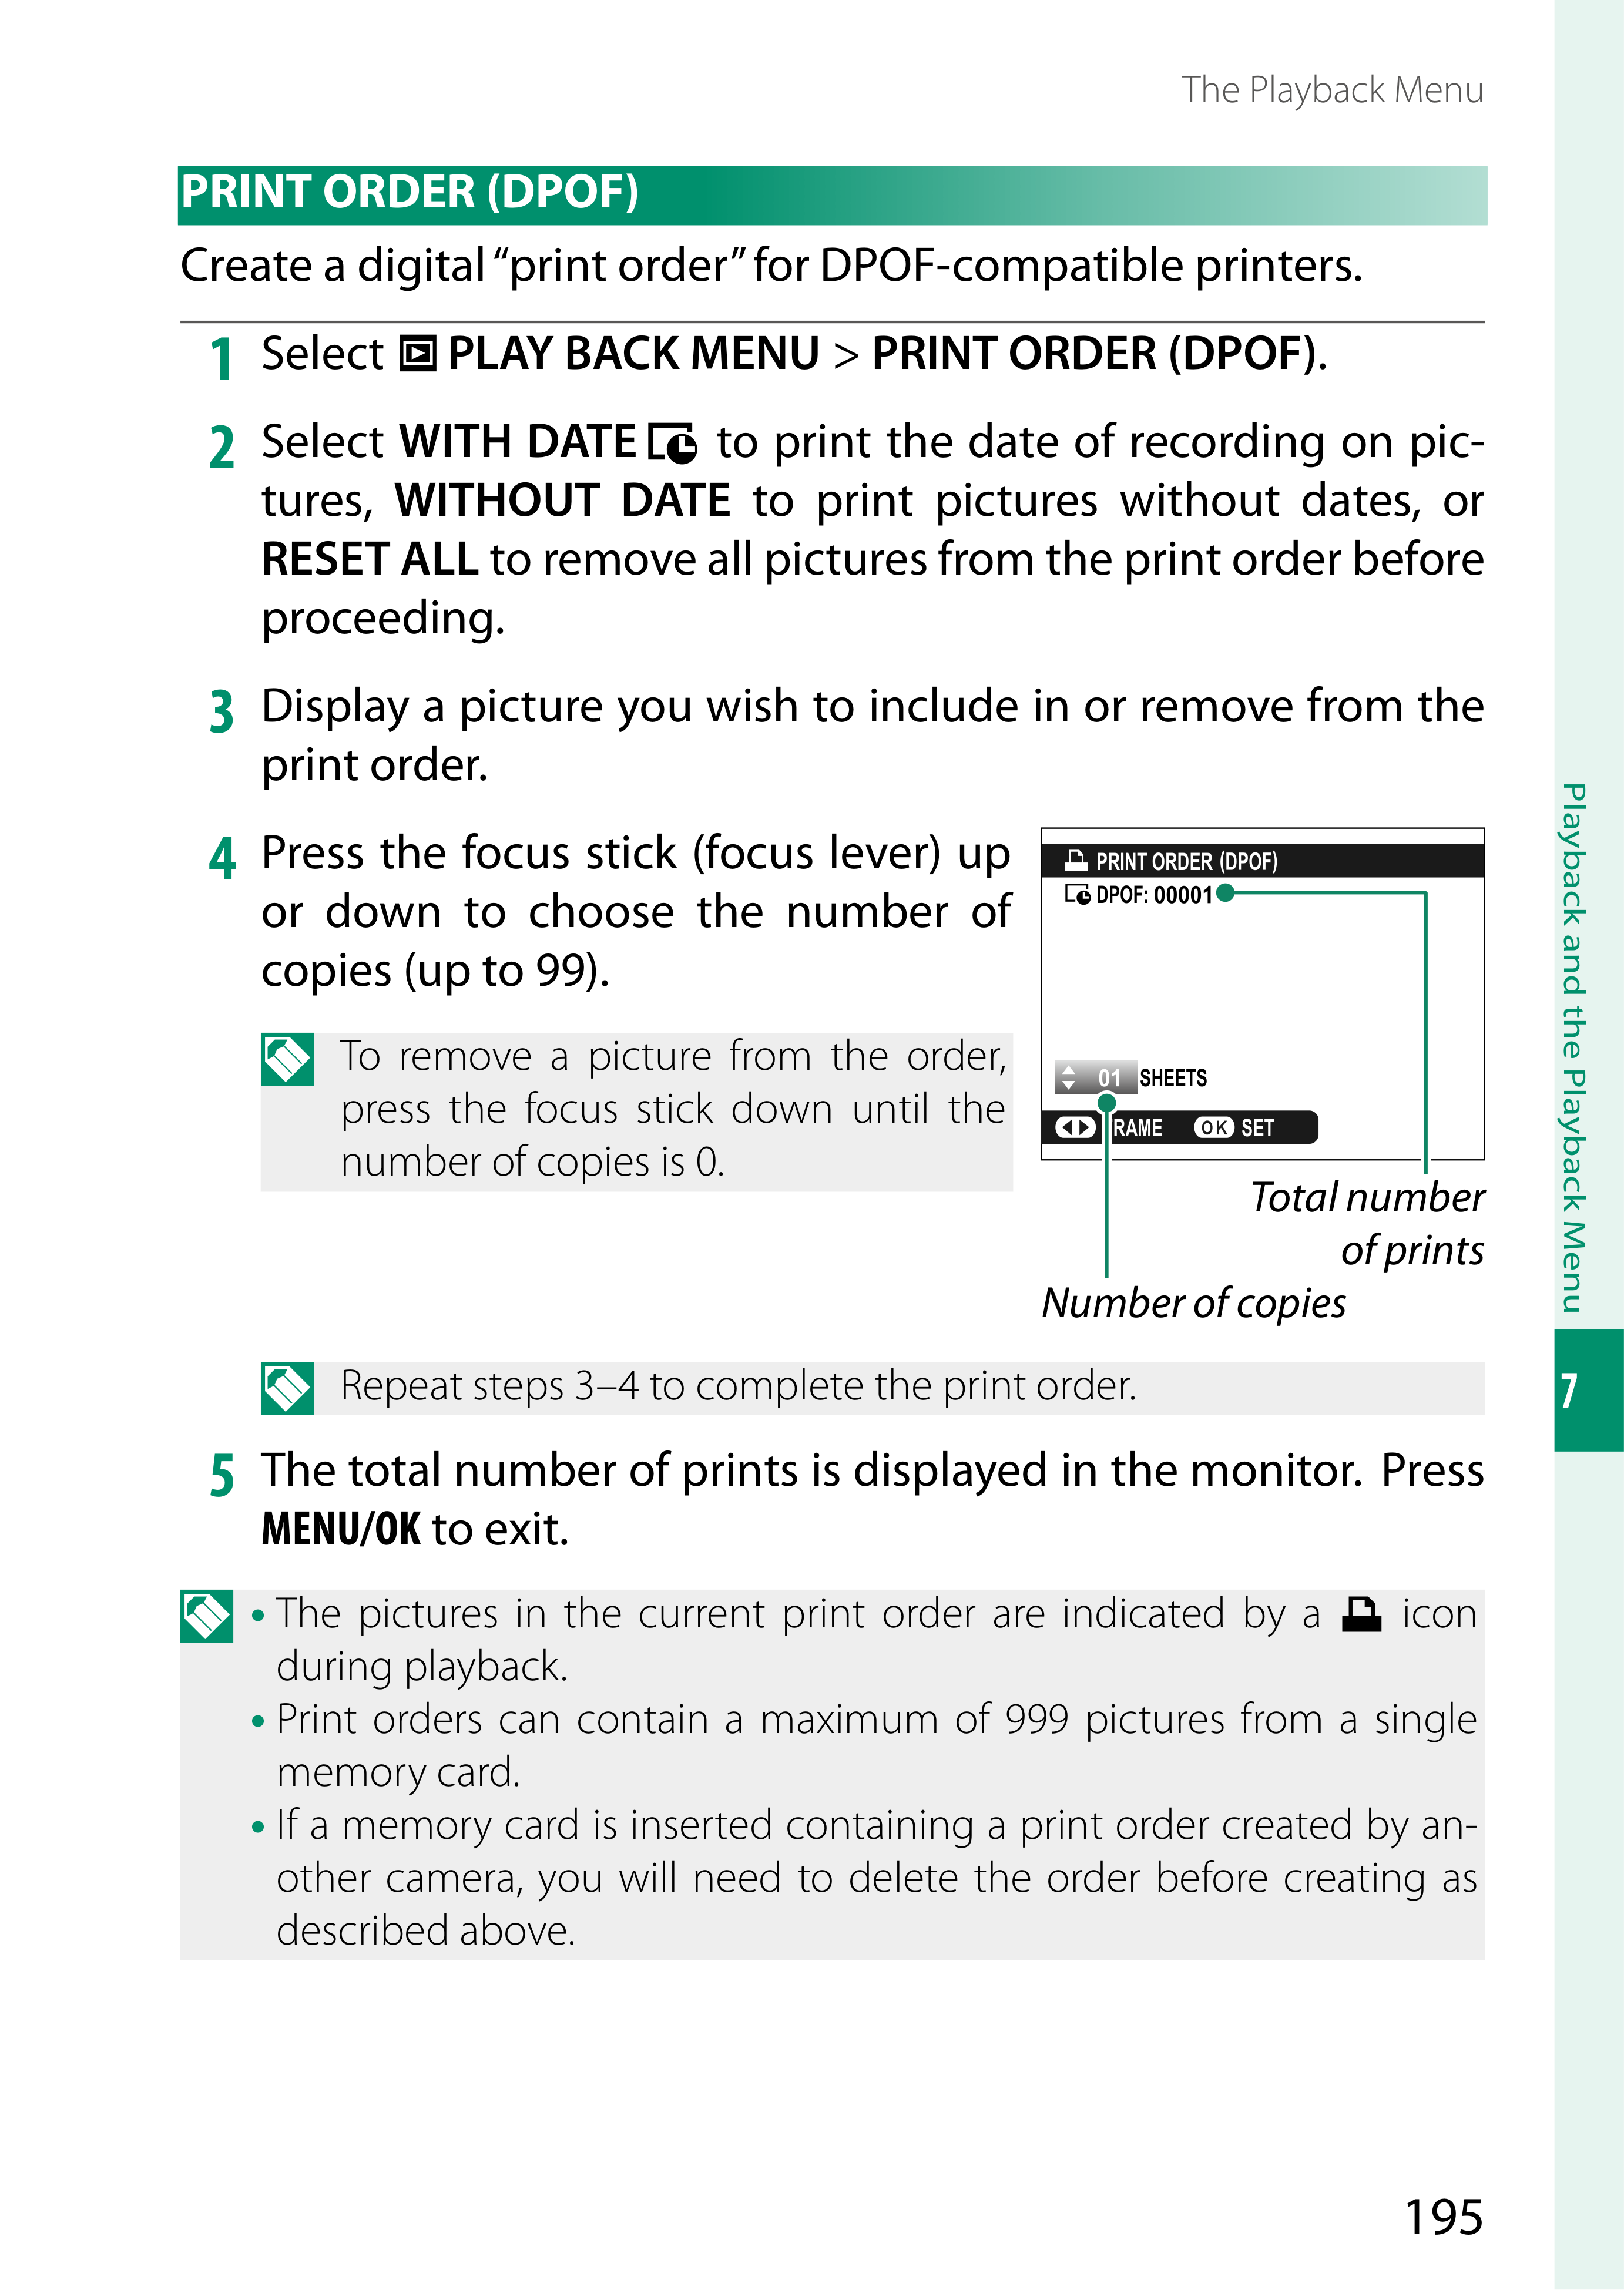 The Playback Menu
PRINT ORDER (DPOF)
Create a digital “print order” for DPOF-compatible printers.
1 Select PLAY BACK MENU > PRINT ORDER (DPOF).
2 Select WITH DATE to print the date of recording on pic-
tures, WITHOUT DATE to print pictures without dates, or
RESET ALL to remove all pictures from the print order before
proceeding.
3 Display a picture you wish to include in or remove from the
print order.
4 Press the focus stick (focus lever) up
or down to choose the number of
copies (up to 99).
To remove a picture from the order,
press the focus stick down until the
number of copies is 0.
PRINT ORDER (DPOF)
DPOF: 00001
01 SHEETS
RAME OK SET
Total number
of prints
Number of copies
Repeat steps 3–4 to complete the print order.
5 The total number of prints is displayed in the monitor. Press
MENU/OK to exit.
• The pictures in the current print order are indicated by a icon
during playback.
• Print orders can contain a maximum of 999 pictures from a single
memory card.
• If a memory card is inserted containing a print order created by an-
other camera, you will need to delete the order before creating as
described above.
Playback and the Playback Menu
7
195